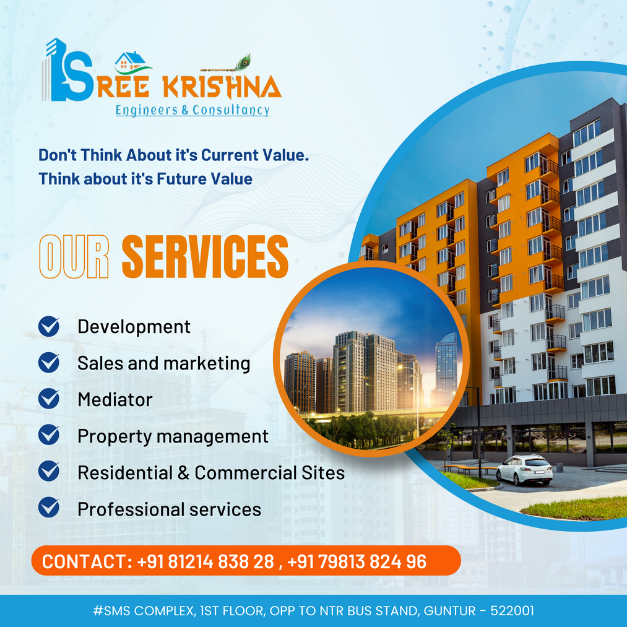 SREE KRISHNA
Engineers & Consultancy
Don't Think About it's Current Value.
Think about it's Future Value
OUR SERVICES
Development
Sales and marketing
Mediator
Property management
Residential & Commercial Sites
Professional services
CONTACT: +91 81214 838 28 , +91 79813 824 96
#SMS COMPLEX, 1ST FLOOR, OPP TO NTR BUS STAND, GUNTUR - 522001